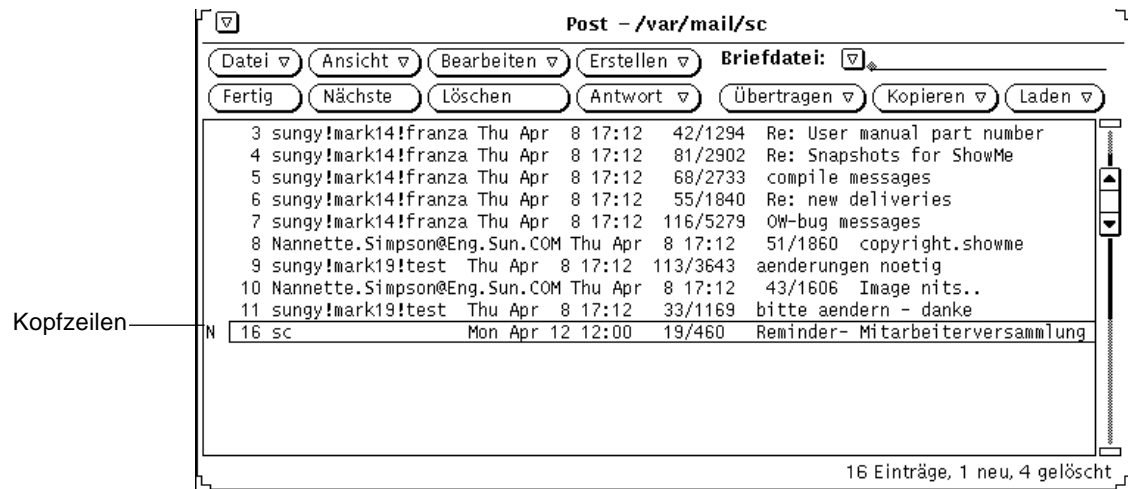 Post – /var/mail/sc
Datei Ansicht Bearbeiten Erstellen Briefdatei:
Fertig Nächste Löschen Antwort Übertragen Kopieren Laden
3 sungy!mark14!franza Thu Apr 8 17:12 42/1294 Re: User manual part number
4 sungy!mark14!franza Thu Apr 8 17:12 81/2902 Re: Snapshots for ShowMe
5 sungy!mark14!franza Thu Apr 8 17:12 68/2733 compile messages
6 sungy!mark14!franza Thu Apr 8 17:12 55/1840 Re: new deliveries
7 sungy!mark14!franza Thu Apr 8 17:12 116/5279 OW-bug messages
8 Nannette.Simpson@Eng.Sun.COM Thu Apr 8 17:12 51/1860 copyright.showme
9 sungy!mark19!test Thu Apr 8 17:12 113/3643 aenderungen noetig
10 Nannette.Simpson@Eng.Sun.COM Thu Apr 8 17:12 43/1606 Image nits..
11 sungy!mark19!test Thu Apr 8 17:12 33/1169 bitte aendern - danke
Kopfzeilen
N 16 sc Mon Apr 12 12:00 19/460 Reminder- Mitarbeiterversammlung
16 Einträge, 1 neu, 4 gelöscht